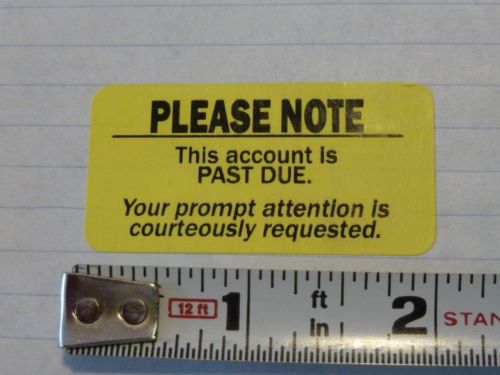 PLEASE NOTE
This account is
PAST DUE.
Your prompt attention is
courteously requested.
12 ft 1 ft 2 STAN
in